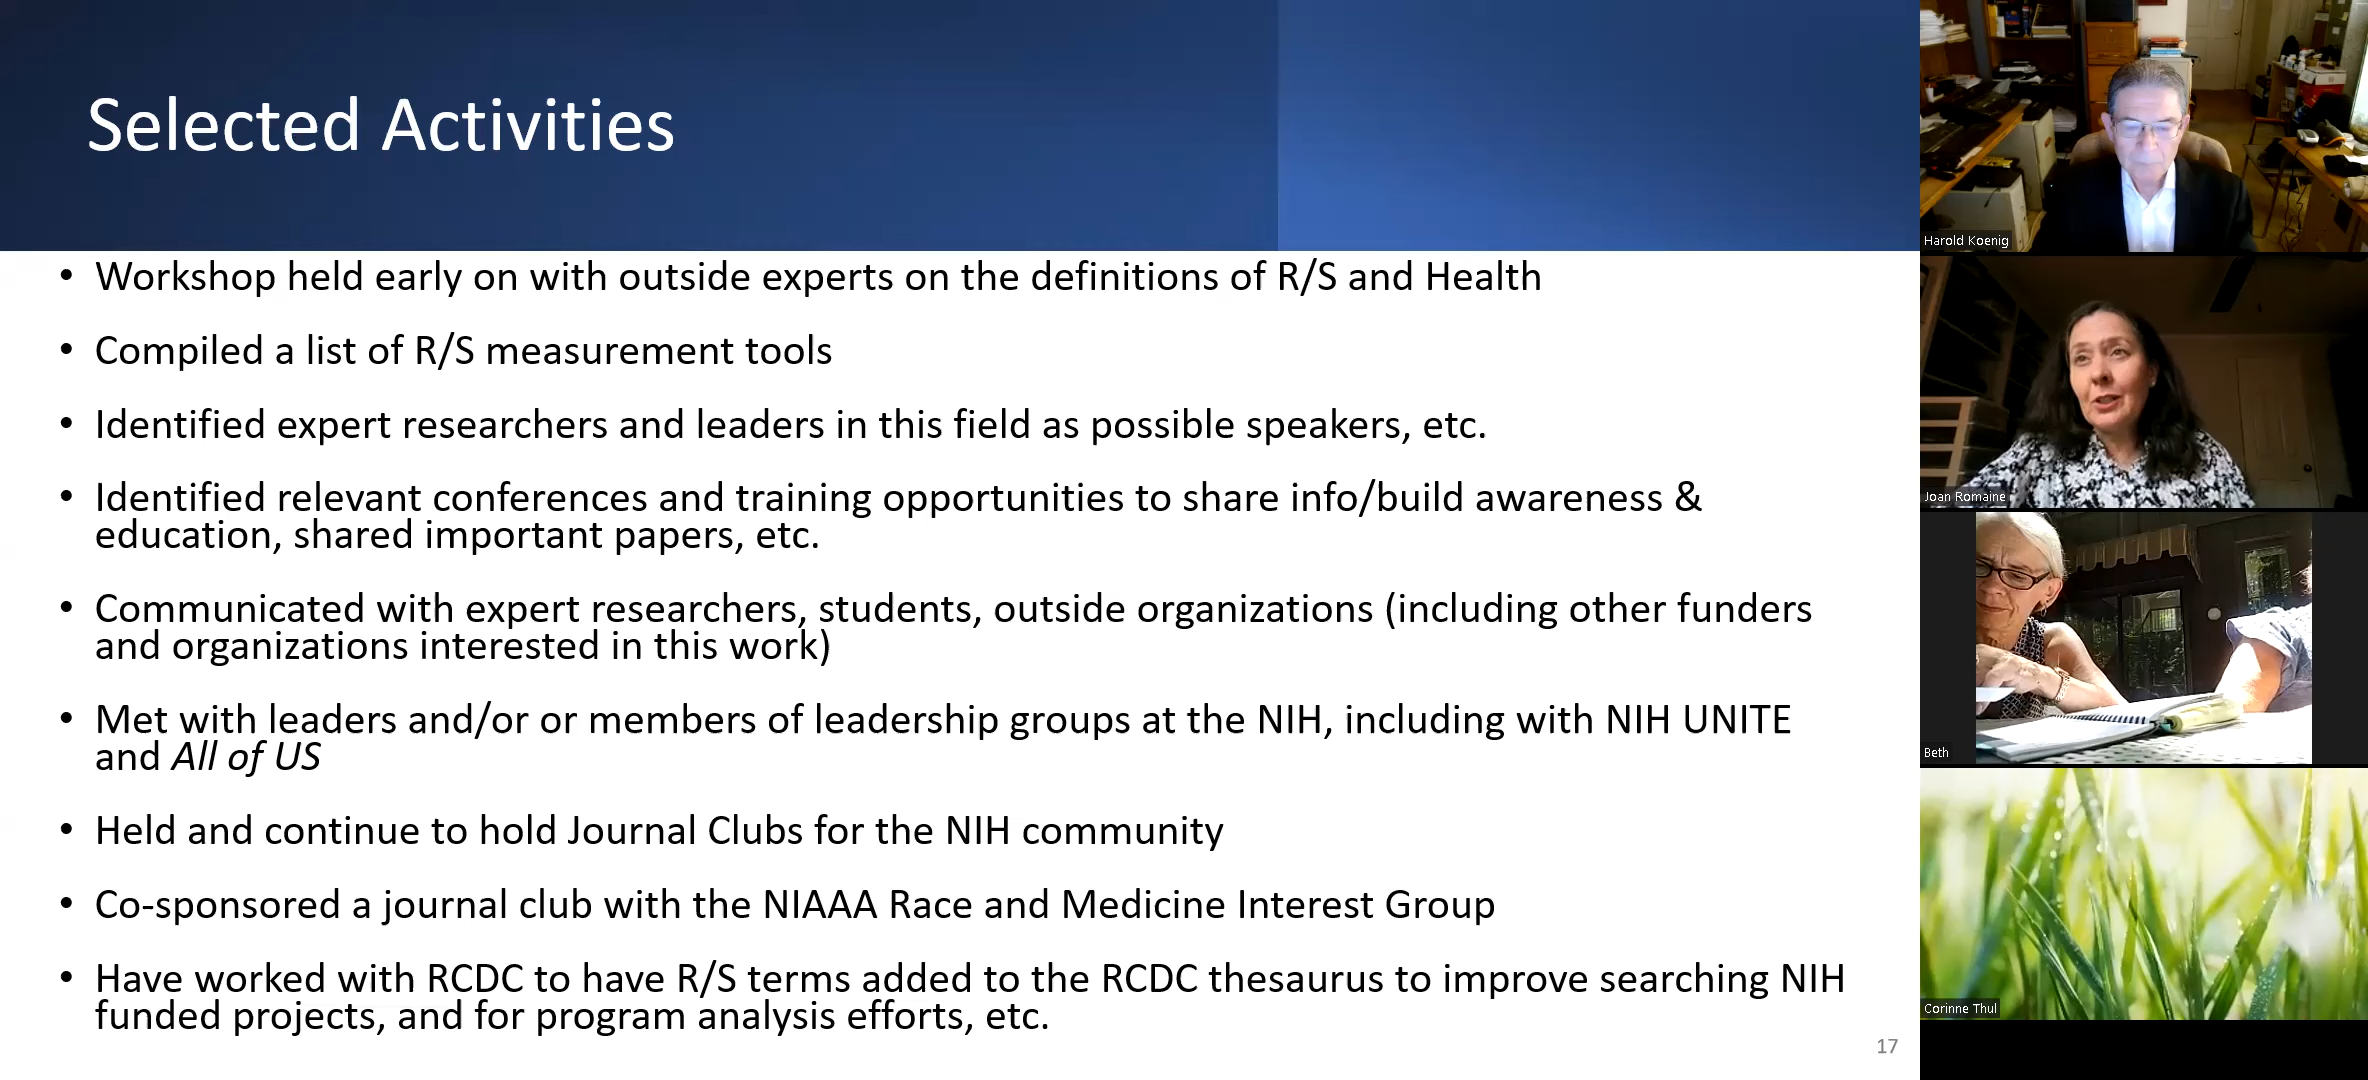 Selected Activities
• Workshop held early on with outside experts on the definitions of R/S and Health
• Compiled a list of R/S measurement tools
• Identified expert researchers and leaders in this field as possible speakers, etc.
• Identified relevant conferences and training opportunities to share info/build awareness &
education, shared important papers, etc.
• Communicated with expert researchers, students, outside organizations (including other funders
and organizations interested in this work)
• Met with leaders and/or or members of leadership groups at the NIH, including with NIH UNITE
and All of US
• Held and continue to hold Journal Clubs for the NIH community
• Co-sponsored a journal club with the NIAAA Race and Medicine Interest Group
• Have worked with RCDC to have R/S terms added to the RCDC thesaurus to improve searching NIH
funded projects, and for program analysis efforts, etc.
17
Harold Koenig
Joan Romaine
Beth
Corinne Thul